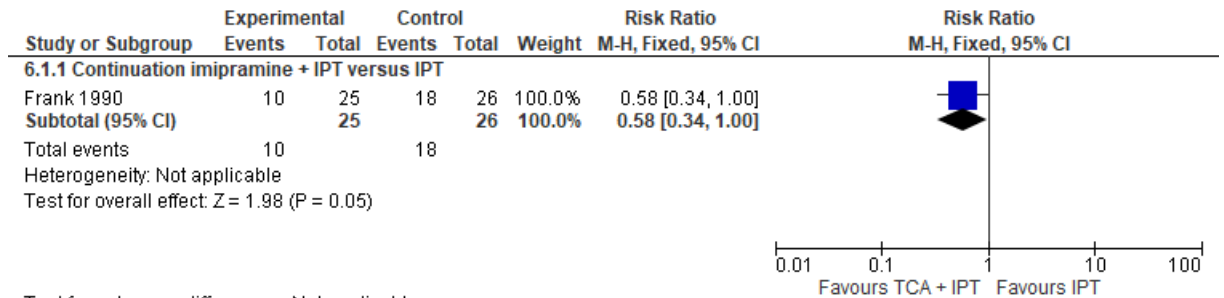 Experimental Control Risk Ratio Risk Ratio
Study or Subgroup Events Total Events Total Weight M-H, Fixed, 95% CI M-H, Fixed, 95% CI
6.1.1 Continuation imipramine + IPT versus IPT
Frank 1990 10 25 18 26 100.0% 0.58 [0.34, 1.00]
Subtotal (95% CI) 25 26 100.0% 0.58 [0.34, 1.00]
Total events 10 18
Heterogeneity: Not applicable
Test for overall effect: Z = 1.98 (P = 0.05)
0.01 0.1 1 10 100
Favours TCA + IPT Favours IPT